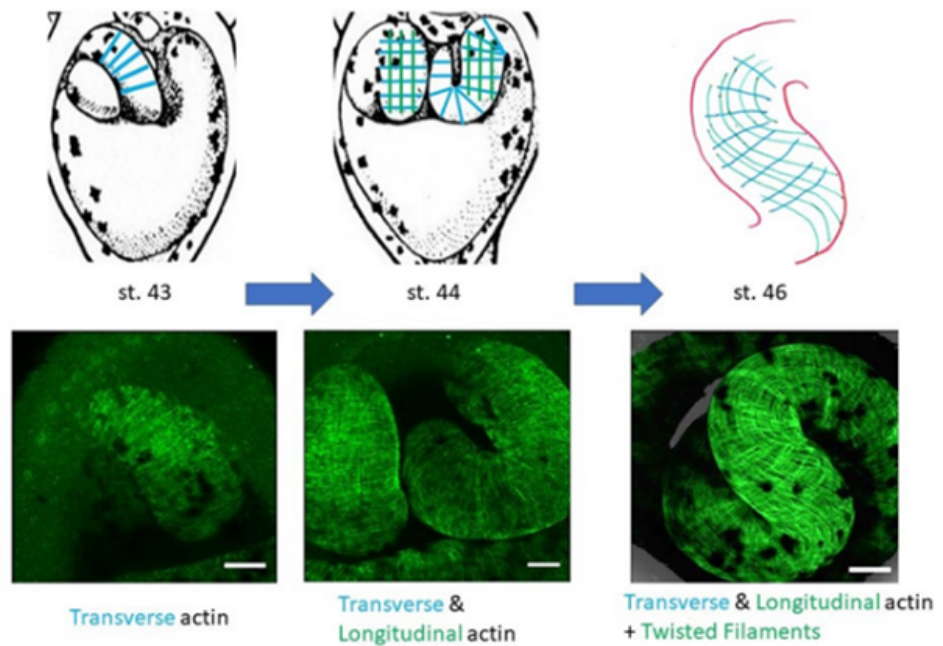 st. 43
st. 44
st. 46
Transverse actin
Transverse &
Longitudinal actin
Transverse & Longitudinal actin
+ Twisted Filaments